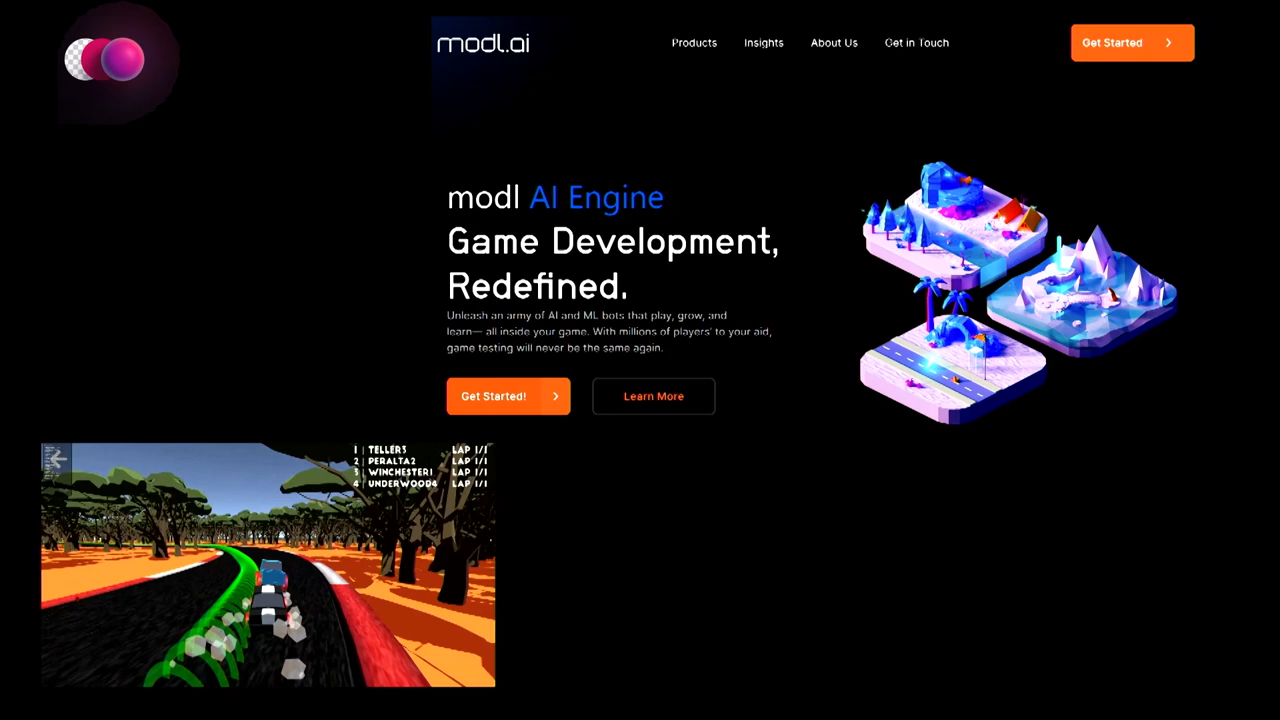 modl.ai
Products
Insights
About Us
Get in Touch
Get Started
modl AI Engine
Game Development,
Redefined.
Unleash an army of AI and ML bots that play, grow, and
learn— all inside your game. With millions of players' to your aid,
game testing will never be the same again.
Get Started!
Learn More
1 | TELLER3 LAP 1/1
2 | PERALTA2 LAP 1/1
3 | WINCHESTER1 LAP 1/1
4 | UNDERWOOD4 LAP 1/1